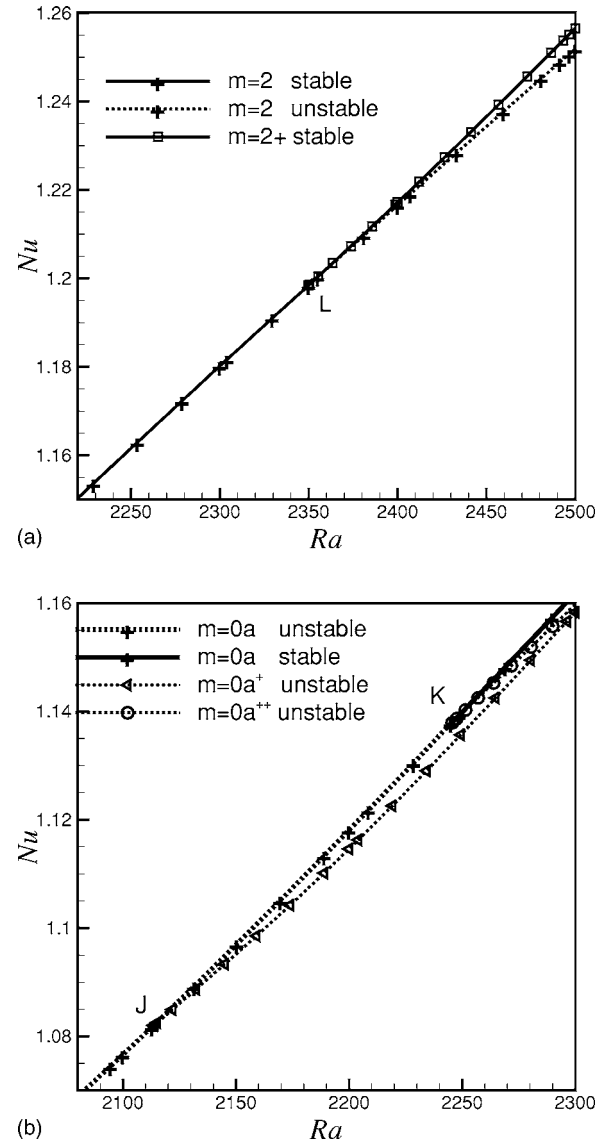 1.26
1.24
1.22
1.2
1.18
1.16
Nu
m=2 stable
m=2 unstable
m=2+ stable
L
2250 2300 2350 2400 2450 2500
(a)
Ra
1.16
1.14
1.12
1.1
1.08
Nu
m=0a unstable
m=0a stable
m=0a⁺ unstable
m=0a⁺⁺ unstable
K
J
2100 2150 2200 2250 2300
(b)
Ra